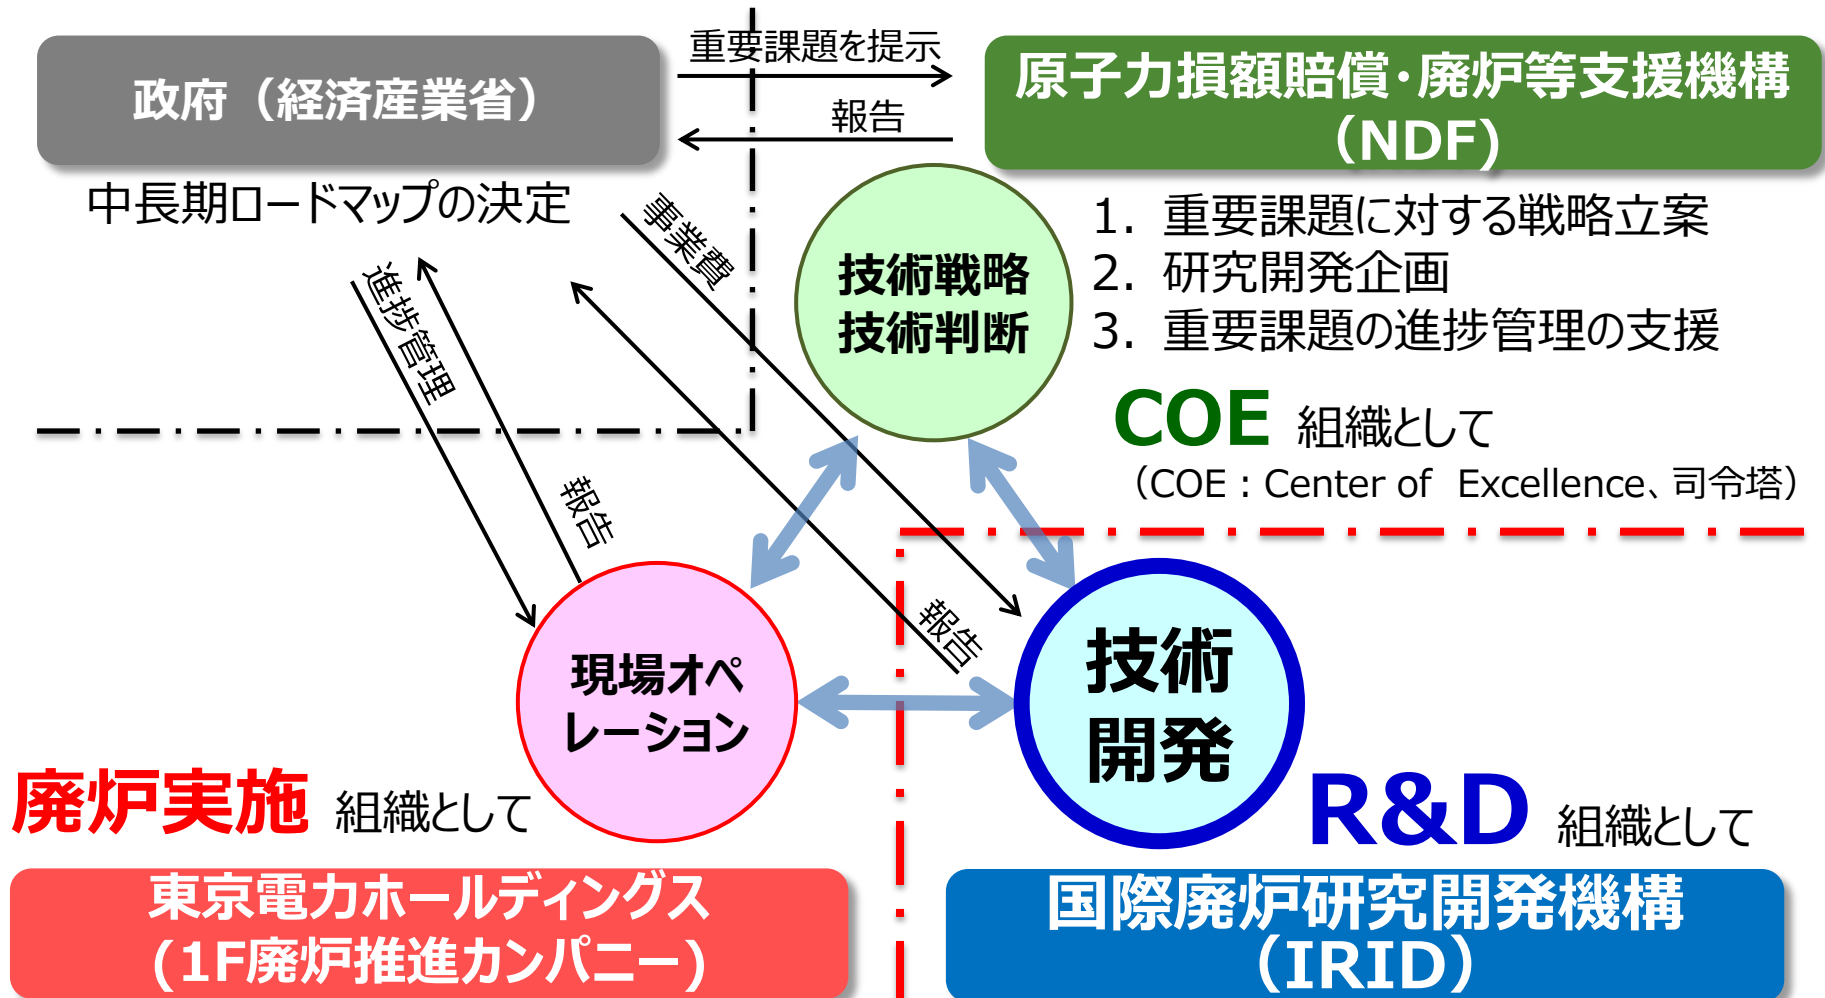 重要課題を提示
政府（経済産業省）
報告
原子力損額賠償・廃炉等支援機構
（NDF)
中長期ロードマップの決定
事業費
進捗管理
技術戦略
技術判断
1. 重要課題に対する戦略立案
2. 研究開発企画
3. 重要課題の進捗管理の支援
COE 組織として
（COE：Center of Excellence、司令塔）
報告
報告
現場オペ
レーション
技術
開発
廃炉実施 組織として
R&D 組織として
東京電力ホールディングス
(1F廃炉推進カンパニー)
国際廃炉研究開発機構
（IRID）